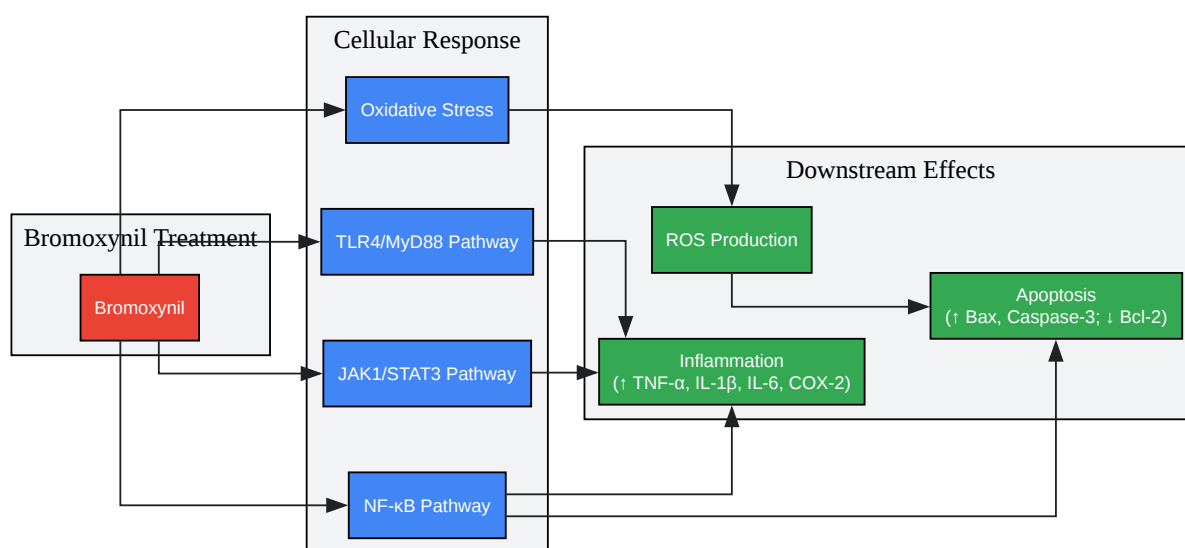 Cellular Response
Oxidative Stress
Downstream Effects
Bromoxynil Treatment
TLR4/MyD88 Pathway
ROS Production
Bromoxynil
Apoptosis
(↑ Bax, Caspase-3; ↓ Bcl-2)
JAK1/STAT3 Pathway
Inflammation
(↑ TNF-α, IL-1β, IL-6, COX-2)
NF-κB Pathway